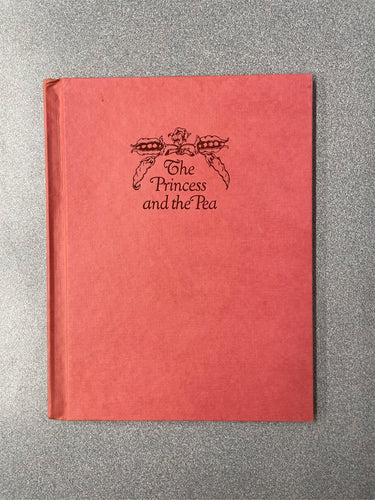 The
Princess
and the Pea